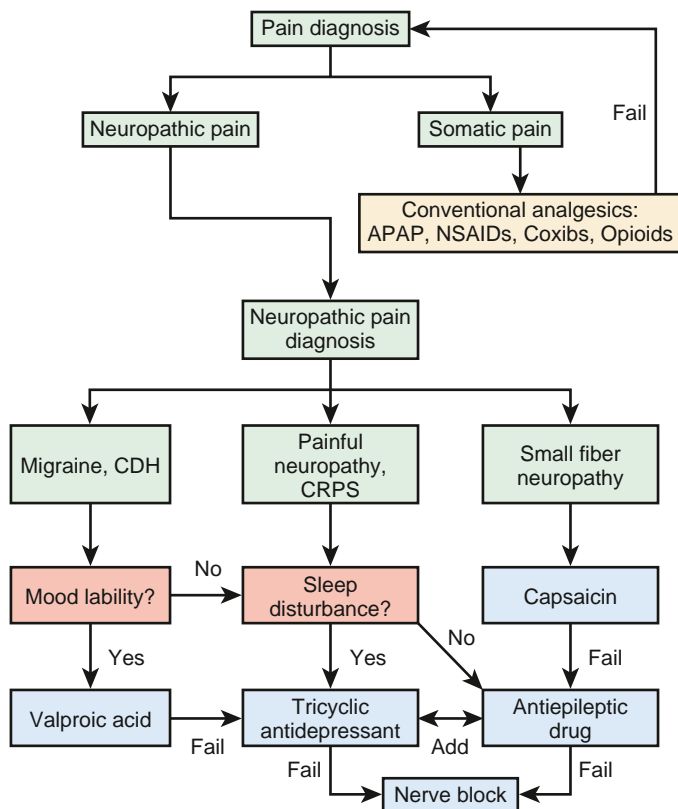 Pain diagnosis
Fail
Neuropathic pain
Somatic pain
Conventional analgesics:
APAP, NSAIDs, Coxibs, Opioids
Neuropathic pain
diagnosis
Migraine, CDH
Painful
neuropathy,
CRPS
Small fiber
neuropathy
Mood lability?
No
Sleep
disturbance?
Capsaicin
Yes
Yes
No
Fail
Valproic acid
Fail
Tricyclic
antidepressant
Add
Antiepileptic
drug
Fail
Fail
Nerve block